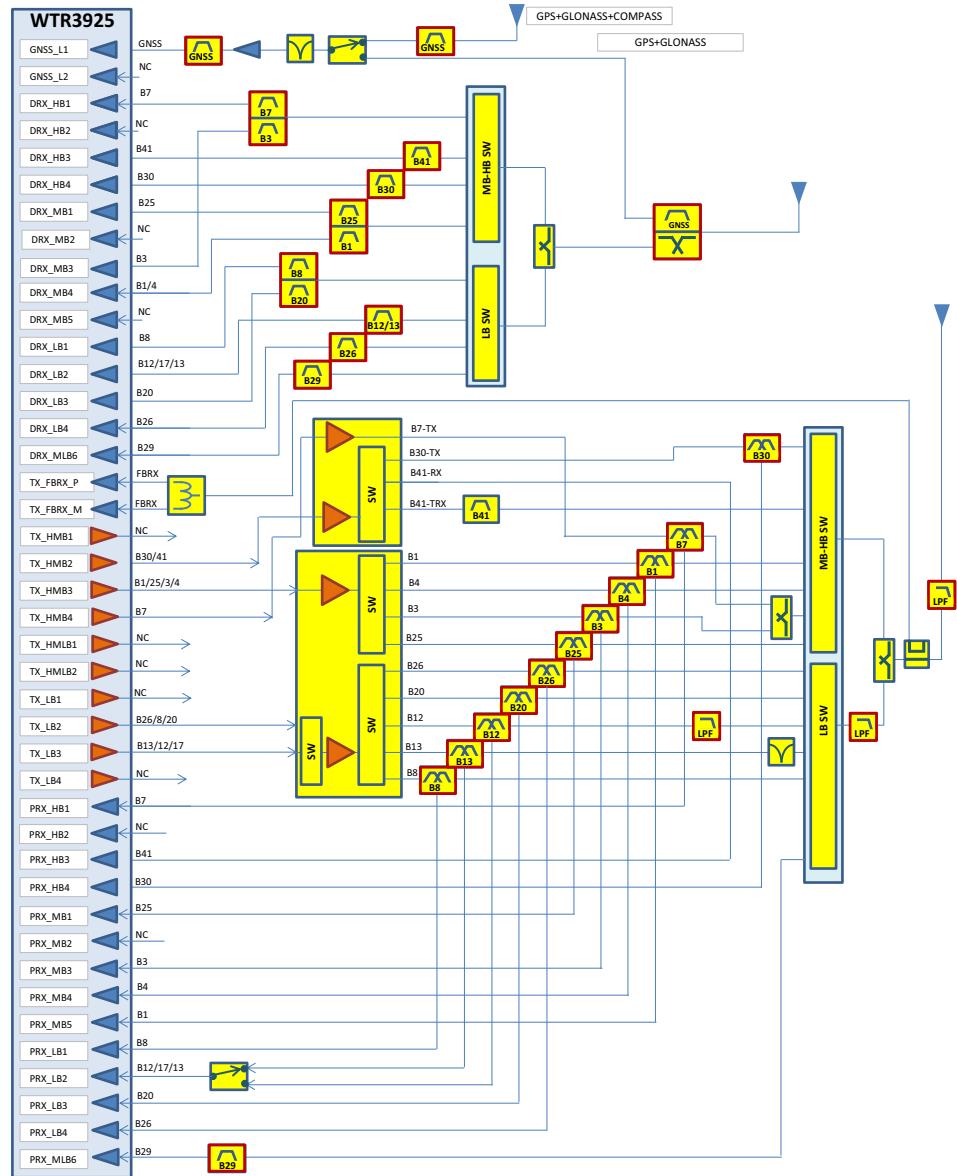 WTR3925
GPS+GLONASS+COMPASS
GPS+GLONASS
GNSS_L1
GNSS
GNSS
GNSS
GNSS_L2
NC
DRX_HB1
B7
B7
DRX_HB2
NC
B3
DRX_HB3
B41
B41
DRX_HB4
B30
B30
DRX_MB1
B25
B25
DRX_MB2
NC
B1
DRX_MB3
B3
B8
DRX_MB4
B1/4
B20
DRX_MB5
NC
B12/13
DRX_LB1
B8
B26
DRX_LB2
B12/17/13
B29
DRX_LB3
B20
DRX_LB4
B26
DRX_MLB6
B29
MB-HB SW
LB SW
GNSS
TX_FBRX_P
FBRX
TX_FBRX_M
FBRX
TX_HMB1
NC
TX_HMB2
B30/41
TX_HMB3
B1/25/3/4
TX_HMB4
B7
TX_HMLB1
NC
TX_HMLB2
NC
TX_LB1
NC
TX_LB2
B26/8/20
TX_LB3
B13/12/17
TX_LB4
NC
SW
SW
SW
SW
B7-TX
B30-TX
B30
B41-RX
B41-TRX
B41
B7
B1
B1
B4
B4
B3
B3
B25
B25
B26
B26
B20
B20
B12
B12
B13
B13
B8
B8
LPF
MB-HB SW
LB SW
LPF
LPF
PRX_HB1
B7
PRX_HB2
NC
PRX_HB3
B41
PRX_HB4
B30
PRX_MB1
B25
PRX_MB2
NC
PRX_MB3
B3
PRX_MB4
B4
PRX_MB5
B1
PRX_LB1
B8
PRX_LB2
B12/17/13
PRX_LB3
B20
PRX_LB4
B26
PRX_MLB6
B29
B29